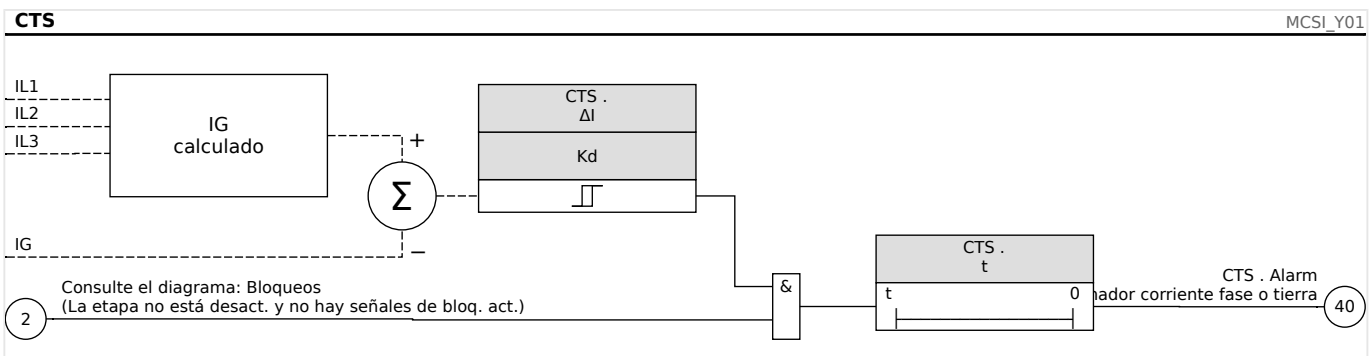 CTS
MCSI_Y01
IL1
IL2
IL3
IG
calculado
+
Σ
−
IG
CTS .
ΔI
Kd
Consulte el diagrama: Bloqueos
(La etapa no está desact. y no hay señales de bloq. act.)
2
&
CTS .
t
t
0
CTS . Alarm
corriente fase o tierra
40